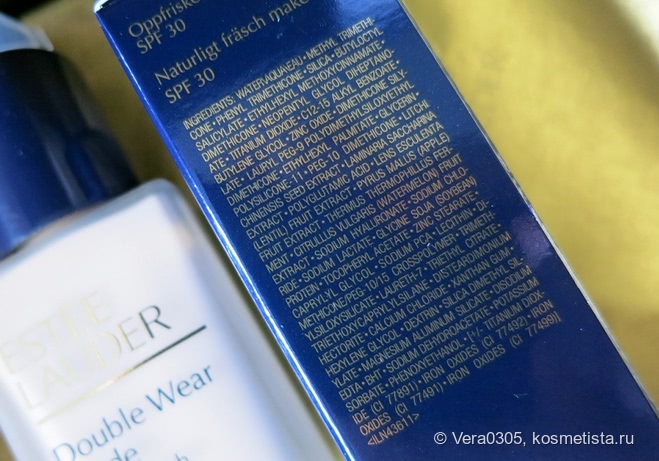 Oppfriske
SPF 30
Naturligt fräsch make
SPF 30
INGREDIENTS: WATER\AQUA\EAU • METHYL TRIMETHI-
CONE • PHENYL TRIMETHICONE • SILICA • BUTYLOCTYL
SALICYLATE • ETHYLHEXYL METHOXYCINNAMATE •
DIMETHICONE • NEOPENTYL GLYCOL DIHEPTANO-
ATE • TITANIUM DIOXIDE • C12-15 ALKYL BENZOATE •
BUTYLENE GLYCOL • ZINC OXIDE • DIMETHICONE SILY-
LATE • LAURYL PEG-9 POLYDIMETHYLSILOXYETHYL
DIMETHICONE • ETHYLHEXYL PALMITATE • GLYCERIN •
POLYSILICONE-11 • PEG-10 DIMETHICONE • LITCHI
CHINENSIS SEED EXTRACT • LAMINARIA SACCHARINA
EXTRACT • POLYGLUTAMIC ACID • LENS ESCULENTA
(LENTIL) FRUIT EXTRACT • PYRUS MALUS (APPLE)
FRUIT EXTRACT • THERMUS THERMOPHILLUS FER-
MENT • CITRULLUS VULGARIS (WATERMELON) FRUIT
EXTRACT • SODIUM HYALURONATE • SODIUM CHLO-
RIDE • SODIUM LACTATE • GLYCINE SOJA (SOYBEAN)
PROTEIN • TOCOPHERYL ACETATE • ZINC STEARATE •
CAPRYLYL GLYCOL • SODIUM PCA • LECITHIN • DI-
METHICONE/PEG-10/15 CROSSPOLYMER • TRIMETH-
YLSILOXYSILICATE • LAURETH-7 • TRIETHYL CITRATE •
TRIETHOXYCAPRYLYLSILANE • DISTEARDIMONIUM
HECTORITE • CALCIUM CHLORIDE • XANTHAN GUM •
HEXYLENE GLYCOL • DEXTRIN • SILICA DIMETHYL SIL-
YLATE • MAGNESIUM ALUMINUM SILICATE • DISODIUM
EDTA • BHT • SODIUM DEHYDROACETATE • POTASSIUM
SORBATE • PHENOXYETHANOL • [+/- TITANIUM DIOX-
IDE (CI 77891) • IRON OXIDES (CI 77492) • IRON
OXIDES (CI 77491) • IRON OXIDES (CI 77499)]
<ILN43611>
ESTĒE
LAUDER
Double Wear
© Vera0305, kosmetista.ru